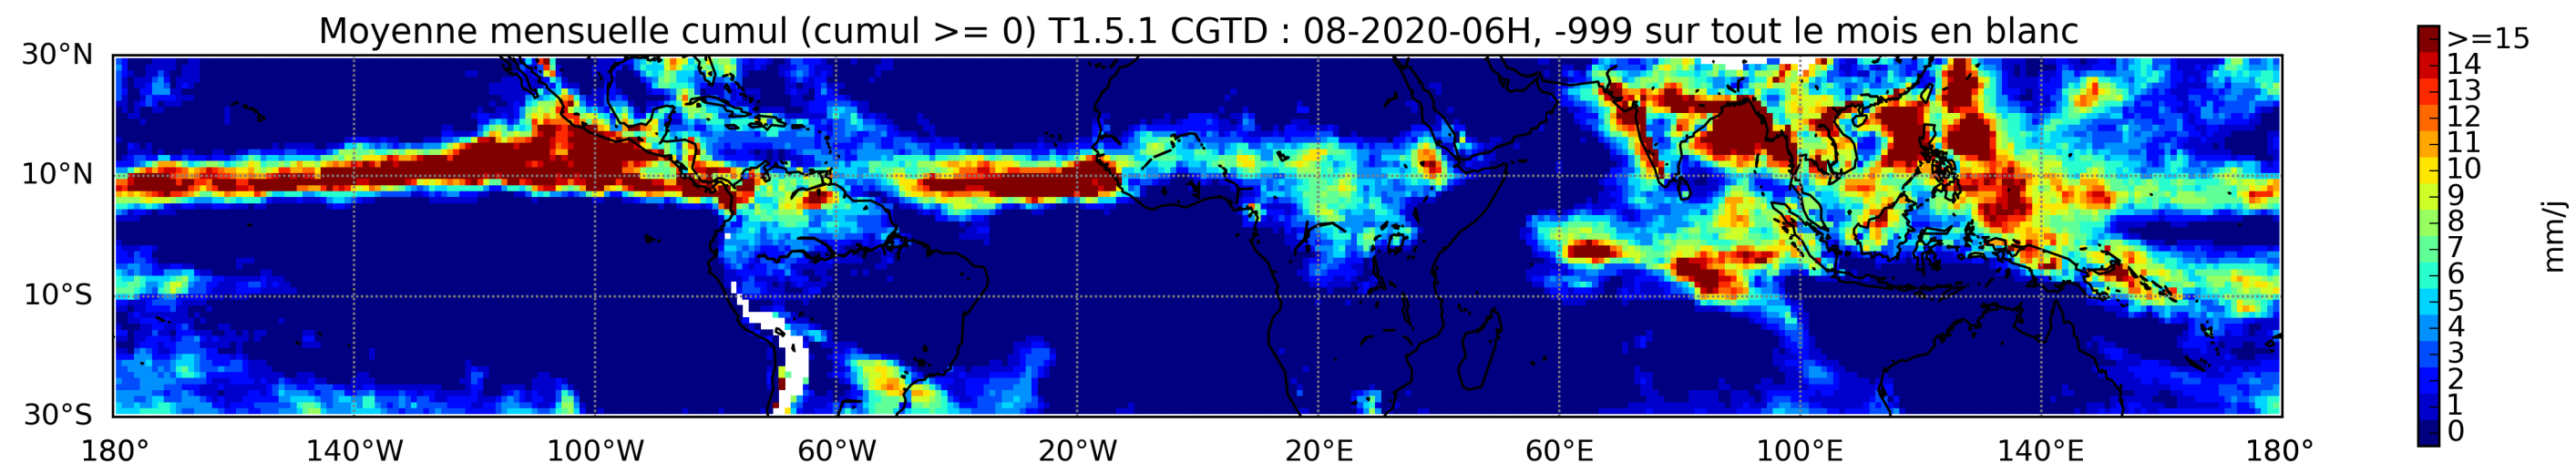 Moyenne mensuelle cumul (cumul >= 0) T1.5.1 CGTD : 08-2020-06H, -999 sur tout le mois en blanc
30°N
10°N
10°S
30°S
180°
140°W
100°W
60°W
20°W
20°E
60°E
100°E
140°E
180°
>=15
14
13
12
11
10
9
8
7
6
5
4
3
2
1
0
mm/j